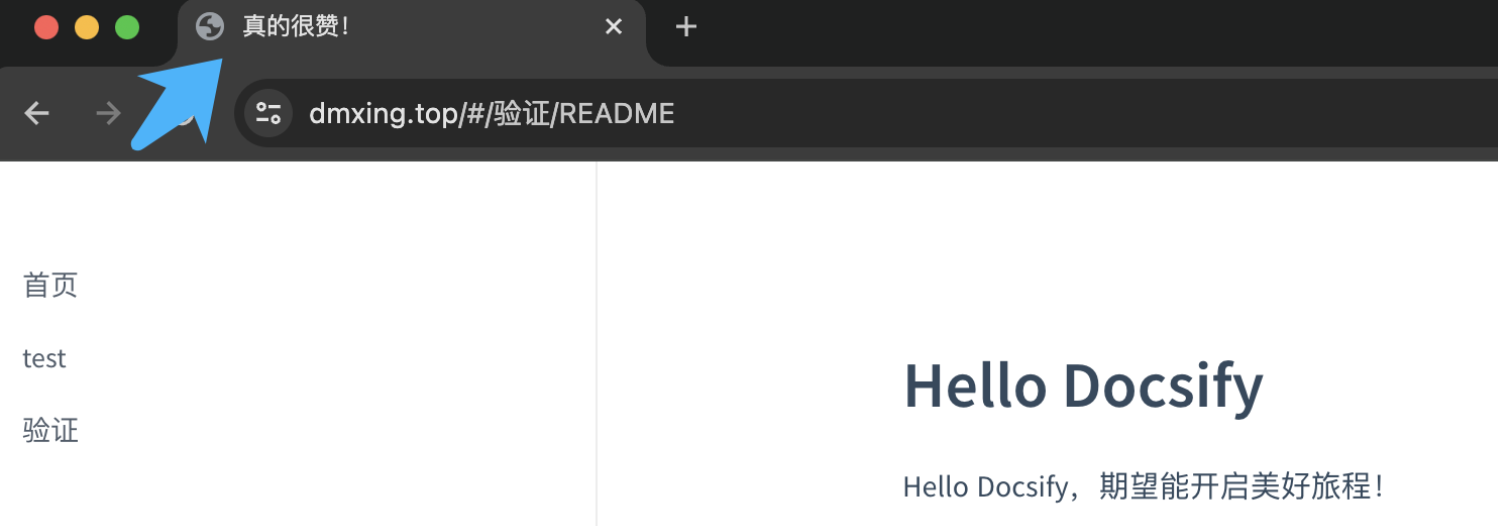 真的很赞!
dmxing.top/#/验证/README
首页
test
验证
Hello Docsify
Hello Docsify，期望能开启美好旅程！